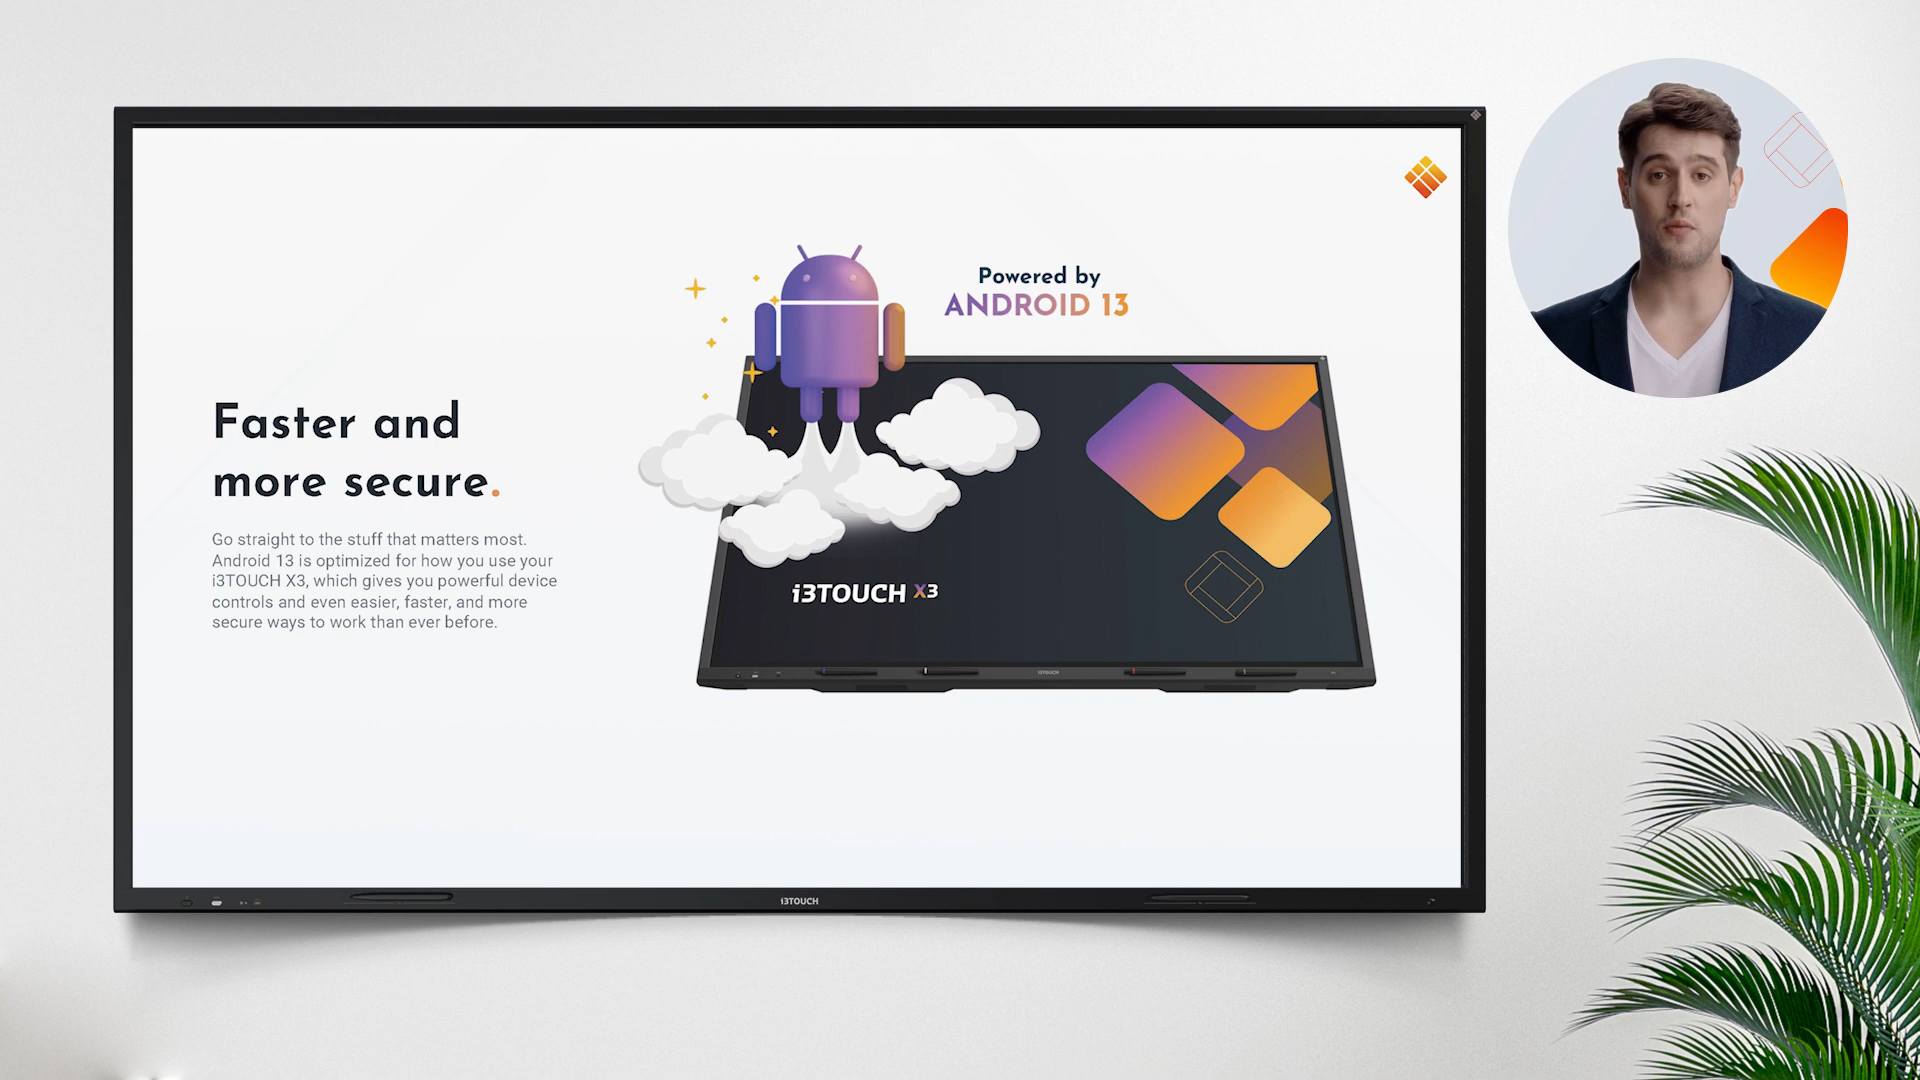 Powered by
ANDROID 13
Faster and
more secure.
Go straight to the stuff that matters most.
Android 13 is optimized for how you use your
i3TOUCH X3, which gives you powerful device
controls and even easier, faster, and more
secure ways to work than ever before.
i3TOUCH X3
i3TOUCH
i3TOUCH